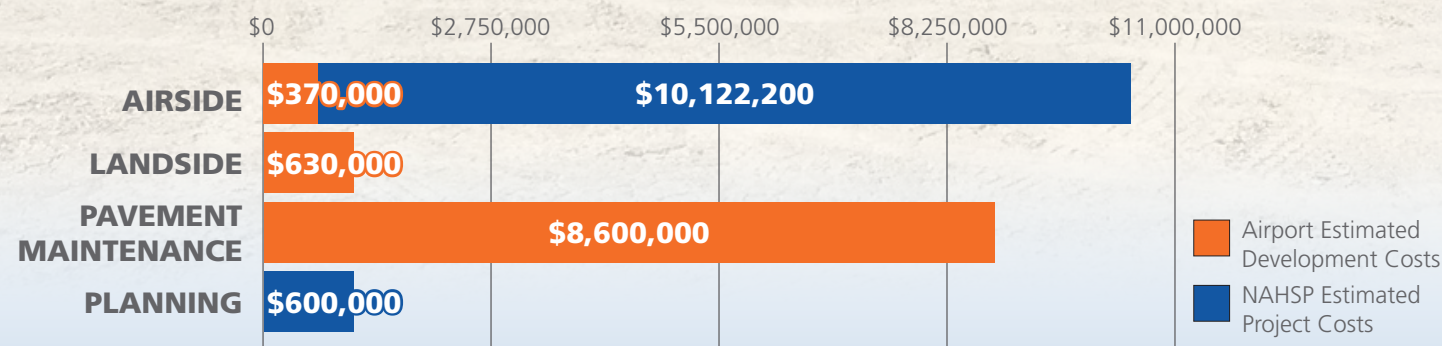 $0 $2,750,000 $5,500,000 $8,250,000 $11,000,000
AIRSIDE $370,000 $10,122,200
LANDSIDE $630,000
PAVEMENT
MAINTENANCE $8,600,000
PLANNING $600,000
Airport Estimated
Development Costs
NAHSP Estimated
Project Costs